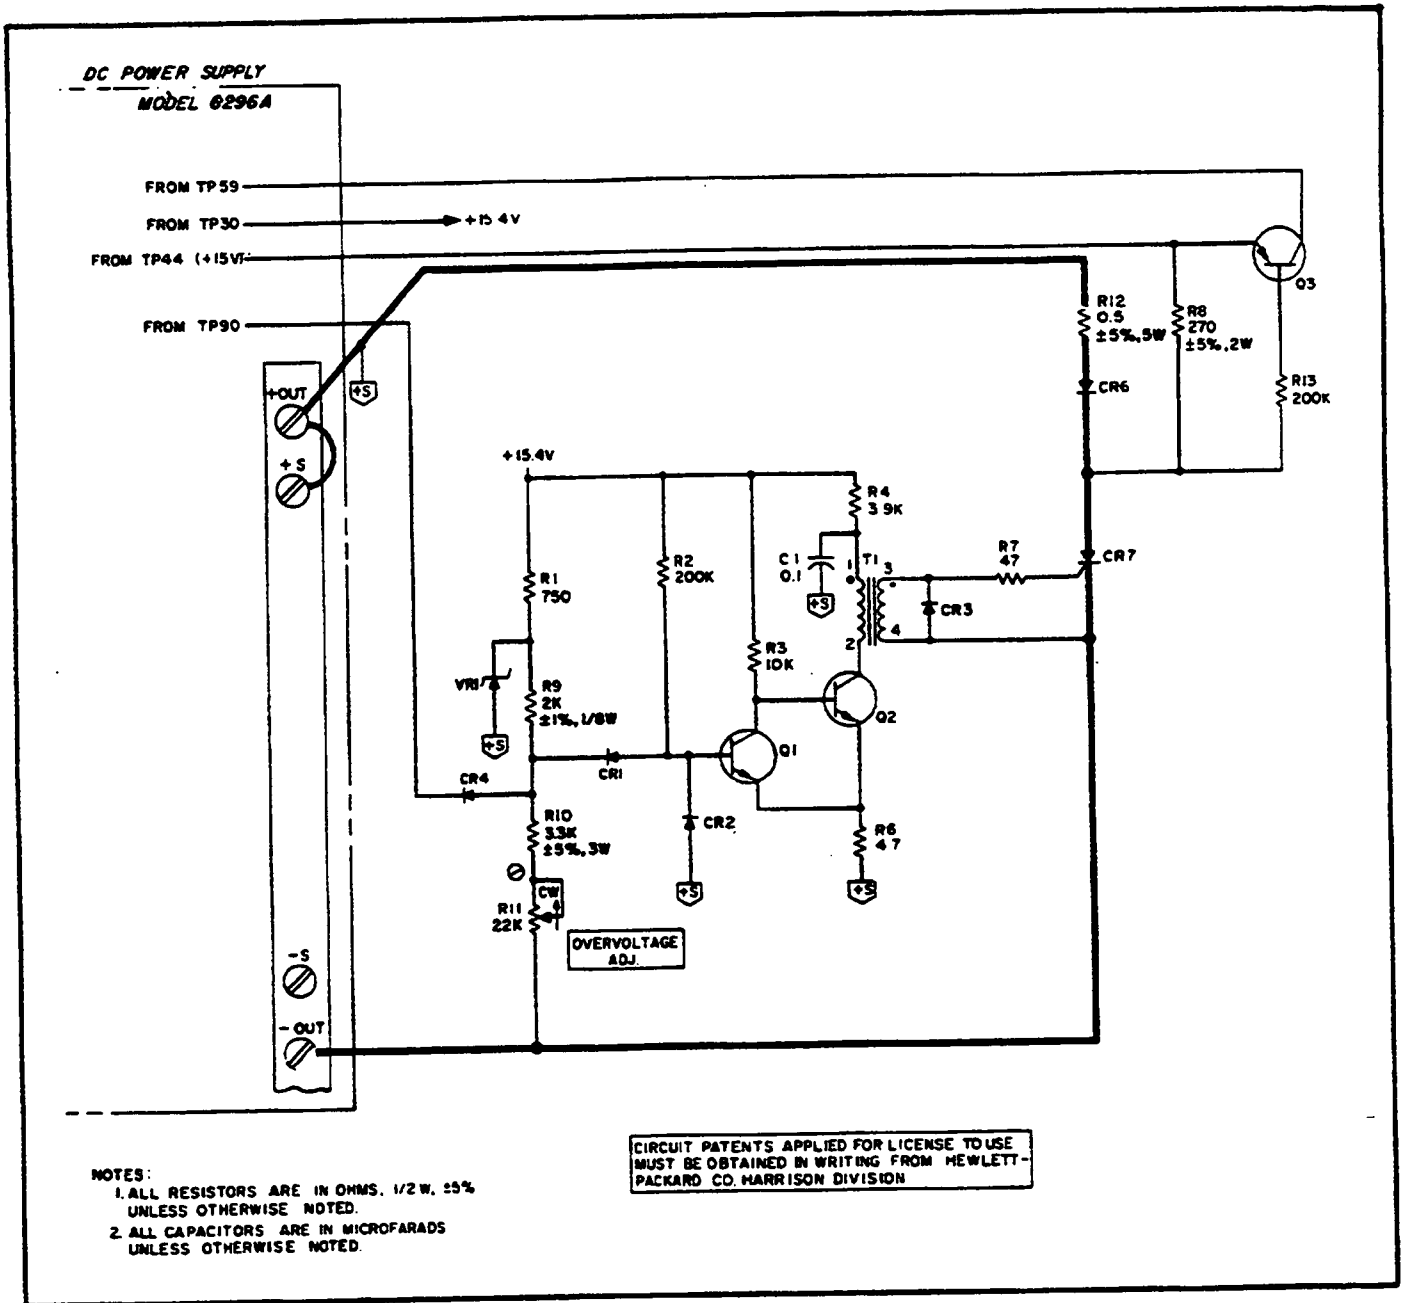 DC POWER SUPPLY
MODEL 6296A
FROM TP59
FROM TP30
+15 4V
FROM TP44 (+15V)
FROM TP90
Q3
R12
0.5
±5%,5W
R8
270
±5%,2W
CR6
R13
200K
+OUT
+S
+S
+15.4V
R4
3 9K
C1
0.1
1
T1
3
R7
47
CR7
R2
200K
R1
750
+S
CR3
2
4
R3
10K
VR1
R9
2K
±1%,1/8W
+S
Q2
Q1
CR1
CR4
R10
3.3K
±5%,3W
CR2
R6
4 7
CW
+S
+S
R11
22K
OVERVOLTAGE
ADJ.
-S
- OUT
CIRCUIT PATENTS APPLIED FOR LICENSE TO USE
MUST BE OBTAINED IN WRITING FROM HEWLETT-
PACKARD CO. HARRISON DIVISION
NOTES:
1. ALL RESISTORS ARE IN OHMS, 1/2 W, ±5%
UNLESS OTHERWISE NOTED.
2. ALL CAPACITORS ARE IN MICROFARADS
UNLESS OTHERWISE NOTED.